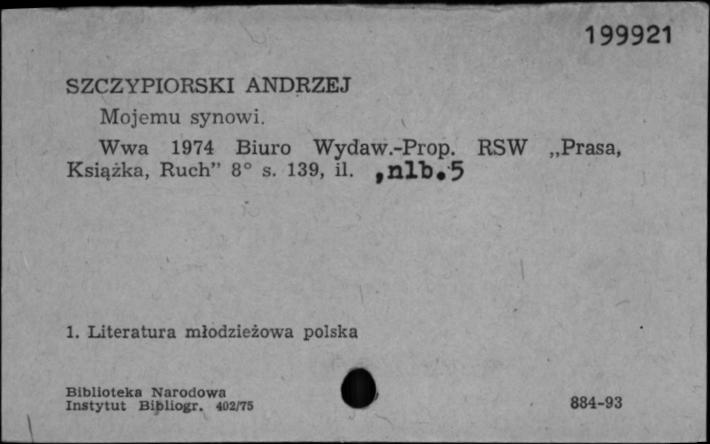 199921
SZCZYPIORSKI ANDRZEJ
Mojemu synowi.
Wwa 1974 Biuro Wydaw.-Prop. RSW „Prasa,
Książka, Ruch” 8° s. 139, il. ,nlb.5
1. Literatura młodzieżowa polska
Biblioteka Narodowa
Instytut Bibliogr. 402/75
884-93